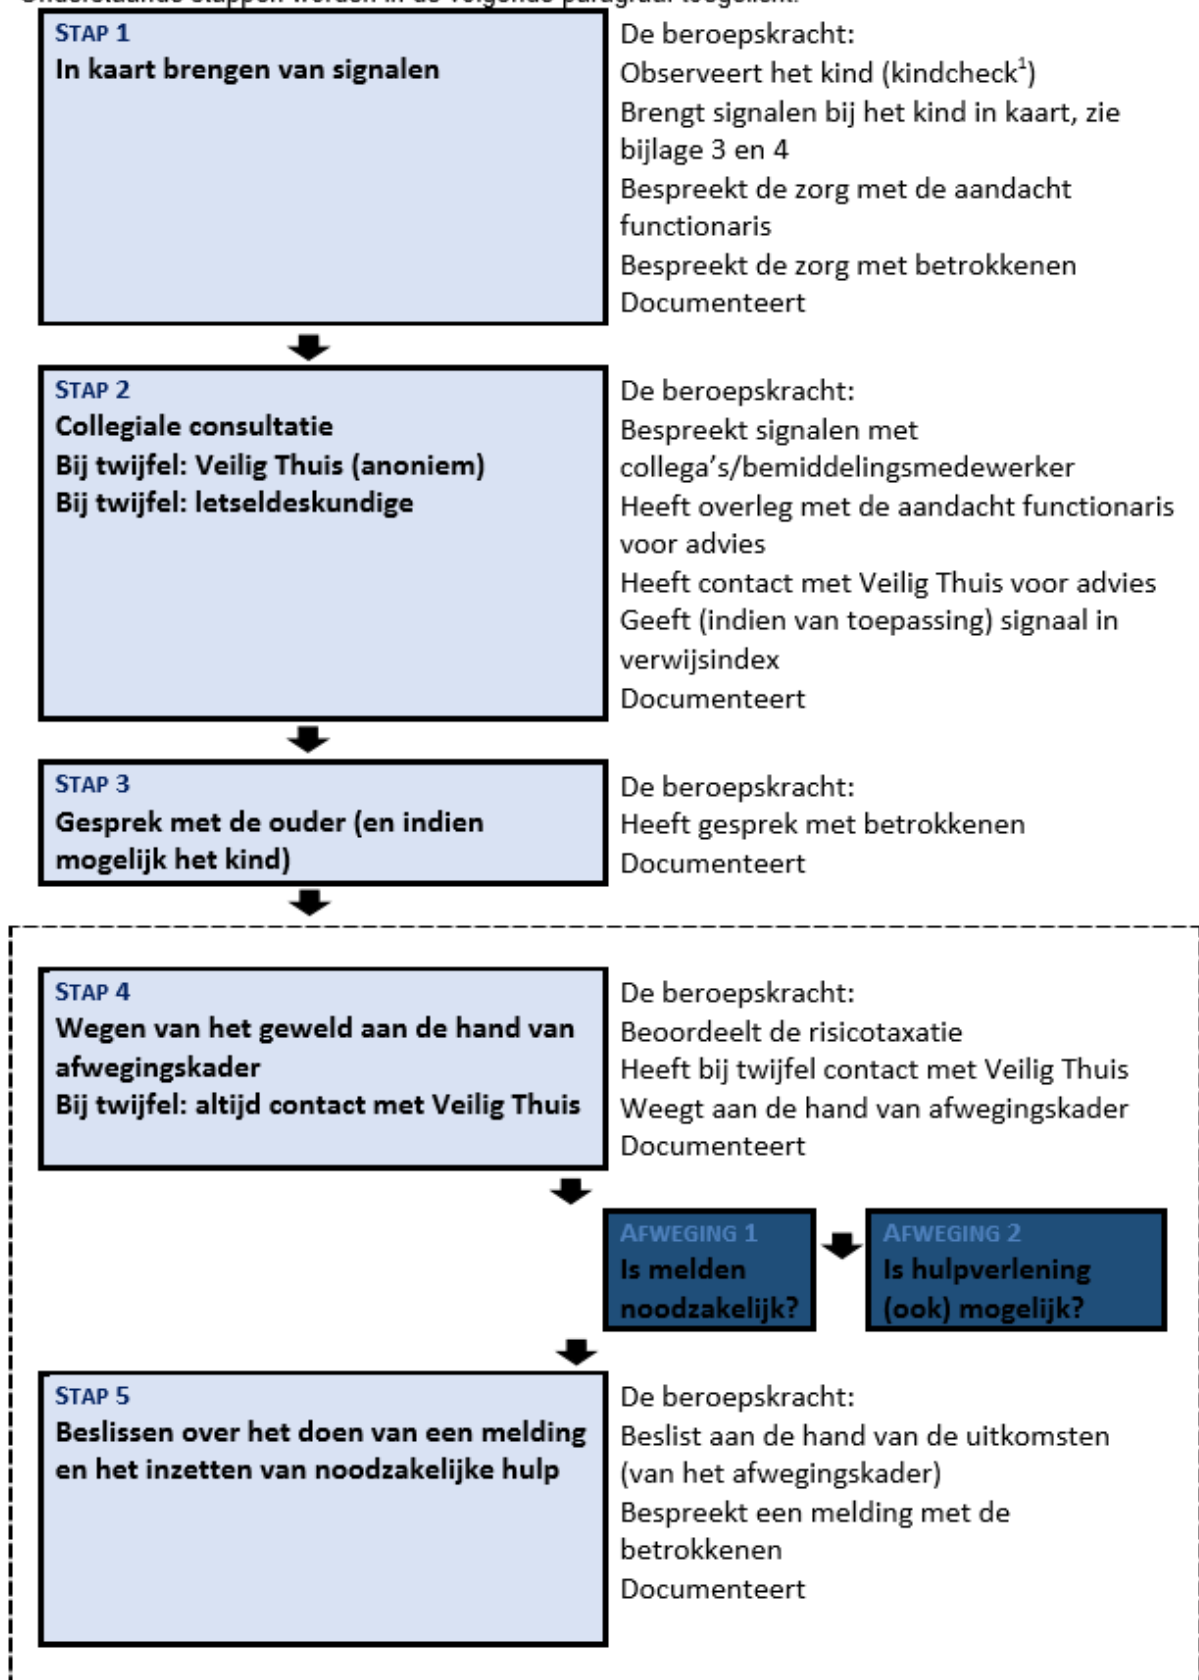 Onderstaande stappen worden in de volgende paragraaf toegelicht.
STAP 1
In kaart brengen van signalen
De beroepskracht:
Observeert het kind (kindcheck1)
Brengt signalen bij het kind in kaart, zie
bijlage 3 en 4
Bespreekt de zorg met de aandacht
functionaris
Bespreekt de zorg met betrokkenen
Documenteert
STAP 2
Collegiale consultatie
Bij twijfel: Veilig Thuis (anoniem)
Bij twijfel: letseldeskundige
De beroepskracht:
Bespreekt signalen met
collega's/bemiddelingsmedewerker
Heeft overleg met de aandacht functionaris
voor advies
Heeft contact met Veilig Thuis voor advies
Geeft (indien van toepassing) signaal in
verwijsindex
Documenteert
STAP 3
Gesprek met de ouder (en indien
mogelijk het kind)
De beroepskracht:
Heeft gesprek met betrokkenen
Documenteert
STAP 4
Wegen van het geweld aan de hand van
afwegingskader
Bij twijfel: altijd contact met Veilig Thuis
De beroepskracht:
Beoordeelt de risicotaxatie
Heeft bij twijfel contact met Veilig Thuis
Weegt aan de hand van afwegingskader
Documenteert
AFWEGING 1
Is melden
noodzakelijk?
AFWEGING 2
Is hulpverlening
(ook) mogelijk?
STAP 5
Beslissen over het doen van een melding
en het inzetten van noodzakelijke hulp
De beroepskracht:
Beslist aan de hand van de uitkomsten
(van het afwegingskader)
Bespreekt een melding met de
betrokkenen
Documenteert